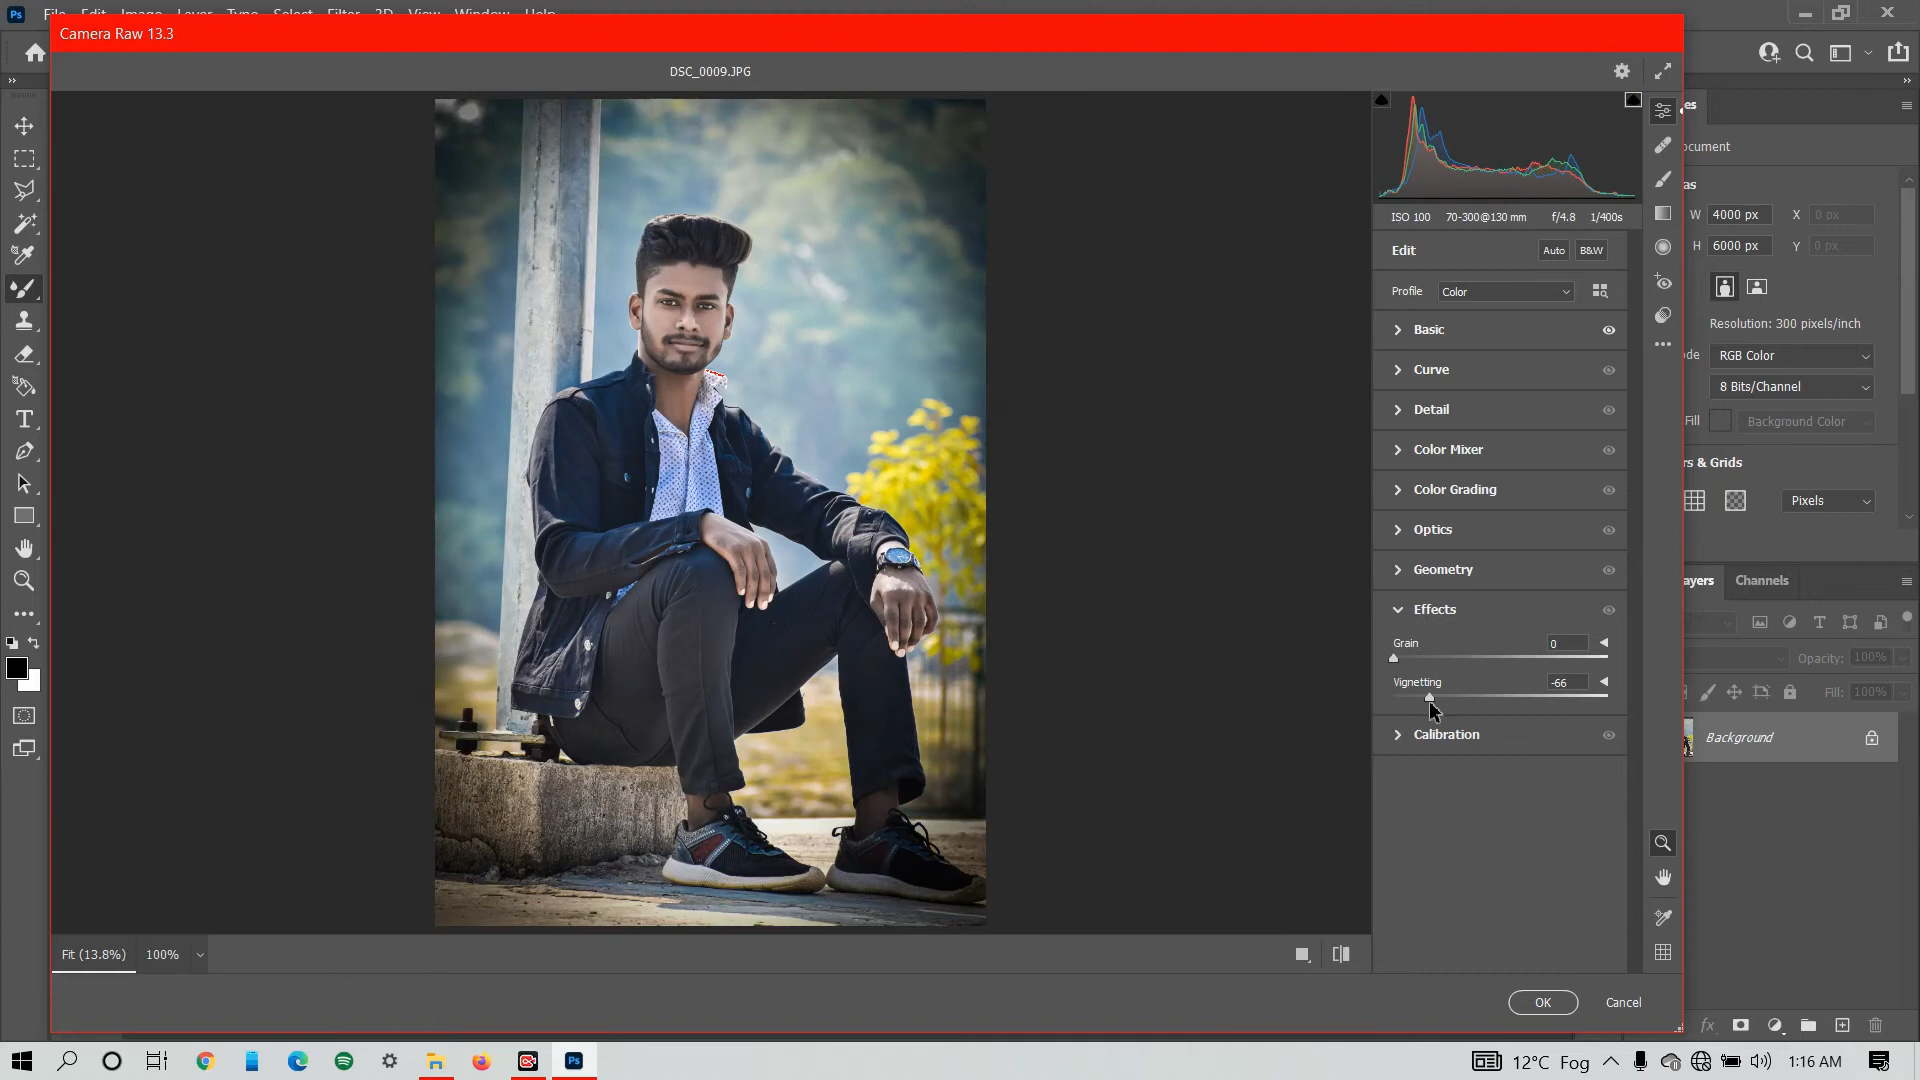 Ps File Edit Image Layer Type Select Filter 3D View Window Help
Camera Raw 13.3
DSC_0009.JPG
ISO 100 70-300@130 mm f/4.8 1/400s
Edit Auto B&W
Profile Color
Basic
Curve
Detail
Color Mixer
Color Grading
Optics
Geometry
Effects
Grain 0
Vignetting -66
Calibration
Fit (13.8%) 100%
OK Cancel
es
ocument
as
W 4000 px X 0 px
H 6000 px Y 0 px
Resolution: 300 pixels/inch
de RGB Color
8 Bits/Channel
Fill Background Color
rs & Grids
Pixels
ayers Channels
Opacity: 100%
Fill: 100%
Background
fx
Ps
12°C Fog 1:16 AM